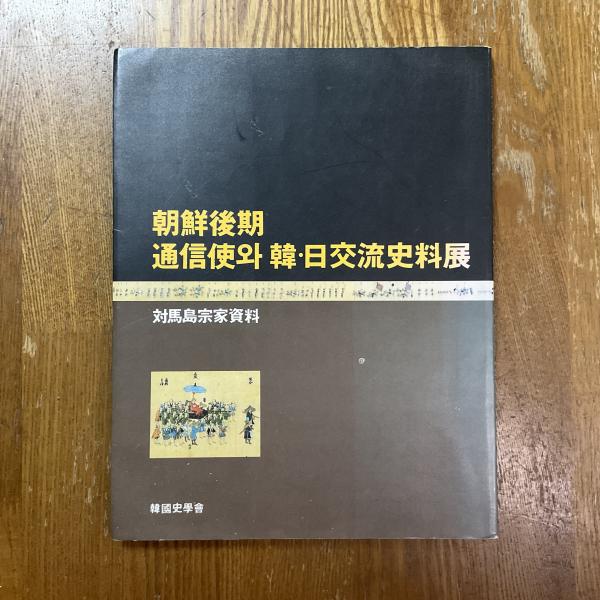 朝鮮後期
通信使와 韓·日交流史料展
対馬島宗家資料
韓國史學會